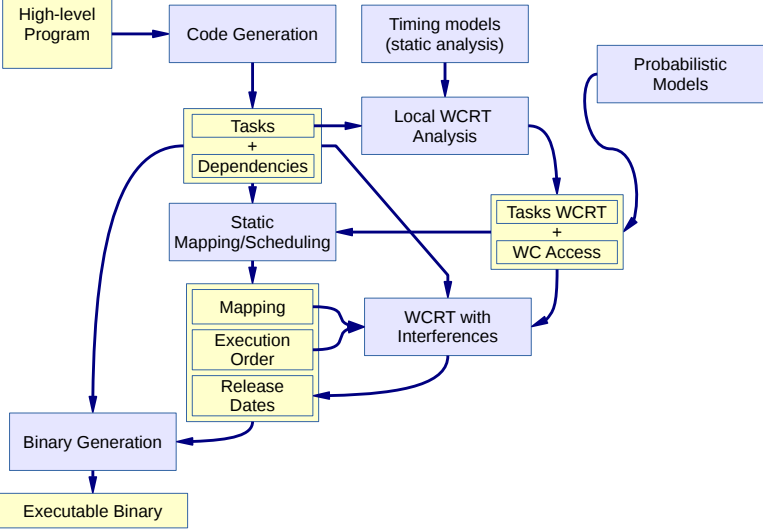 High-level
Program
Code Generation
Timing models
(static analysis)
Probabilistic
Models
Tasks
+
Dependencies
Local WCRT
Analysis
Static
Mapping/Scheduling
Tasks WCRT
+
WC Access
Mapping
Execution
Order
Release
Dates
WCRT with
Interferences
Binary Generation
Executable Binary